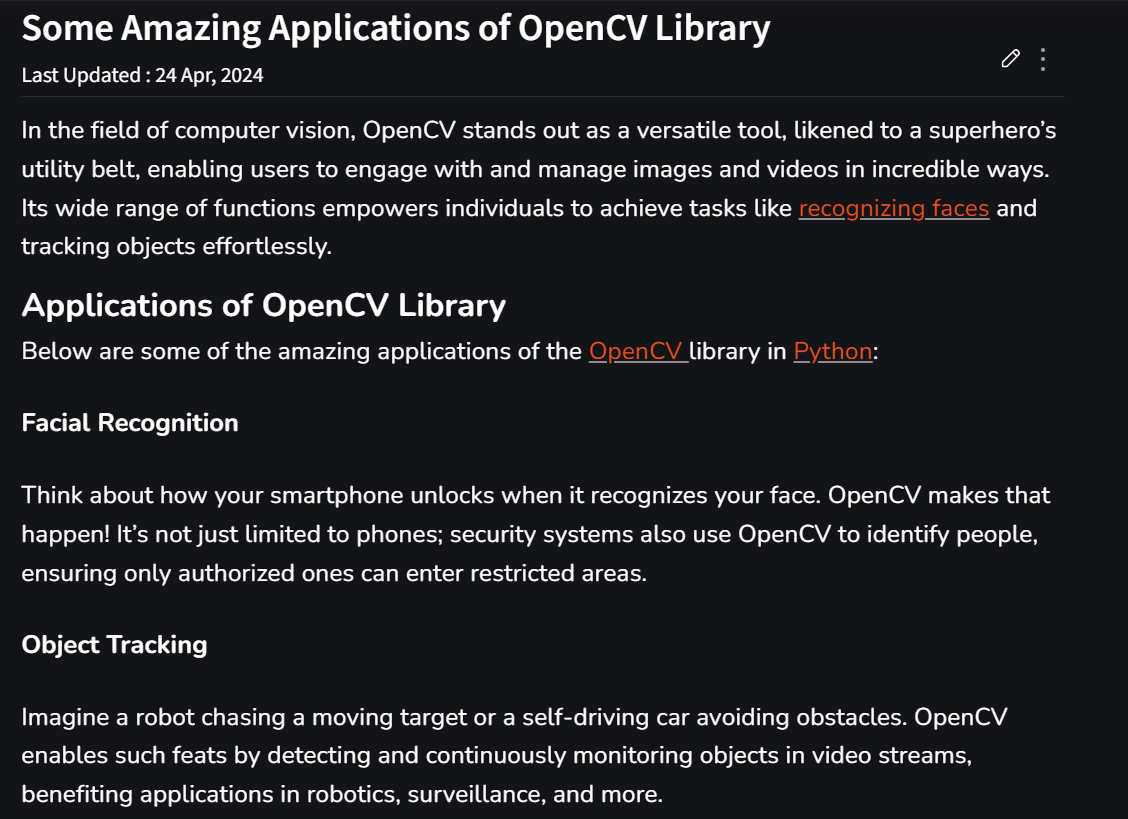 Some Amazing Applications of OpenCV Library
Last Updated : 24 Apr, 2024
In the field of computer vision, OpenCV stands out as a versatile tool, likened to a superhero’s
utility belt, enabling users to engage with and manage images and videos in incredible ways.
Its wide range of functions empowers individuals to achieve tasks like recognizing faces and
tracking objects effortlessly.
Applications of OpenCV Library
Below are some of the amazing applications of the OpenCV library in Python:
Facial Recognition
Think about how your smartphone unlocks when it recognizes your face. OpenCV makes that
happen! It’s not just limited to phones; security systems also use OpenCV to identify people,
ensuring only authorized ones can enter restricted areas.
Object Tracking
Imagine a robot chasing a moving target or a self-driving car avoiding obstacles. OpenCV
enables such feats by detecting and continuously monitoring objects in video streams,
benefiting applications in robotics, surveillance, and more.